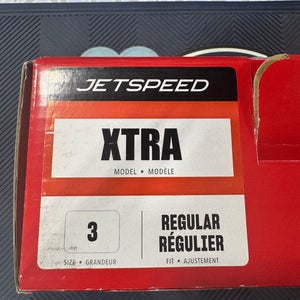 JETSPEED
XTRA
MODEL • MODÈLE
3
SIZE • GRANDEUR
REGULAR
RÉGULIER
FIT • AJUSTEMENT